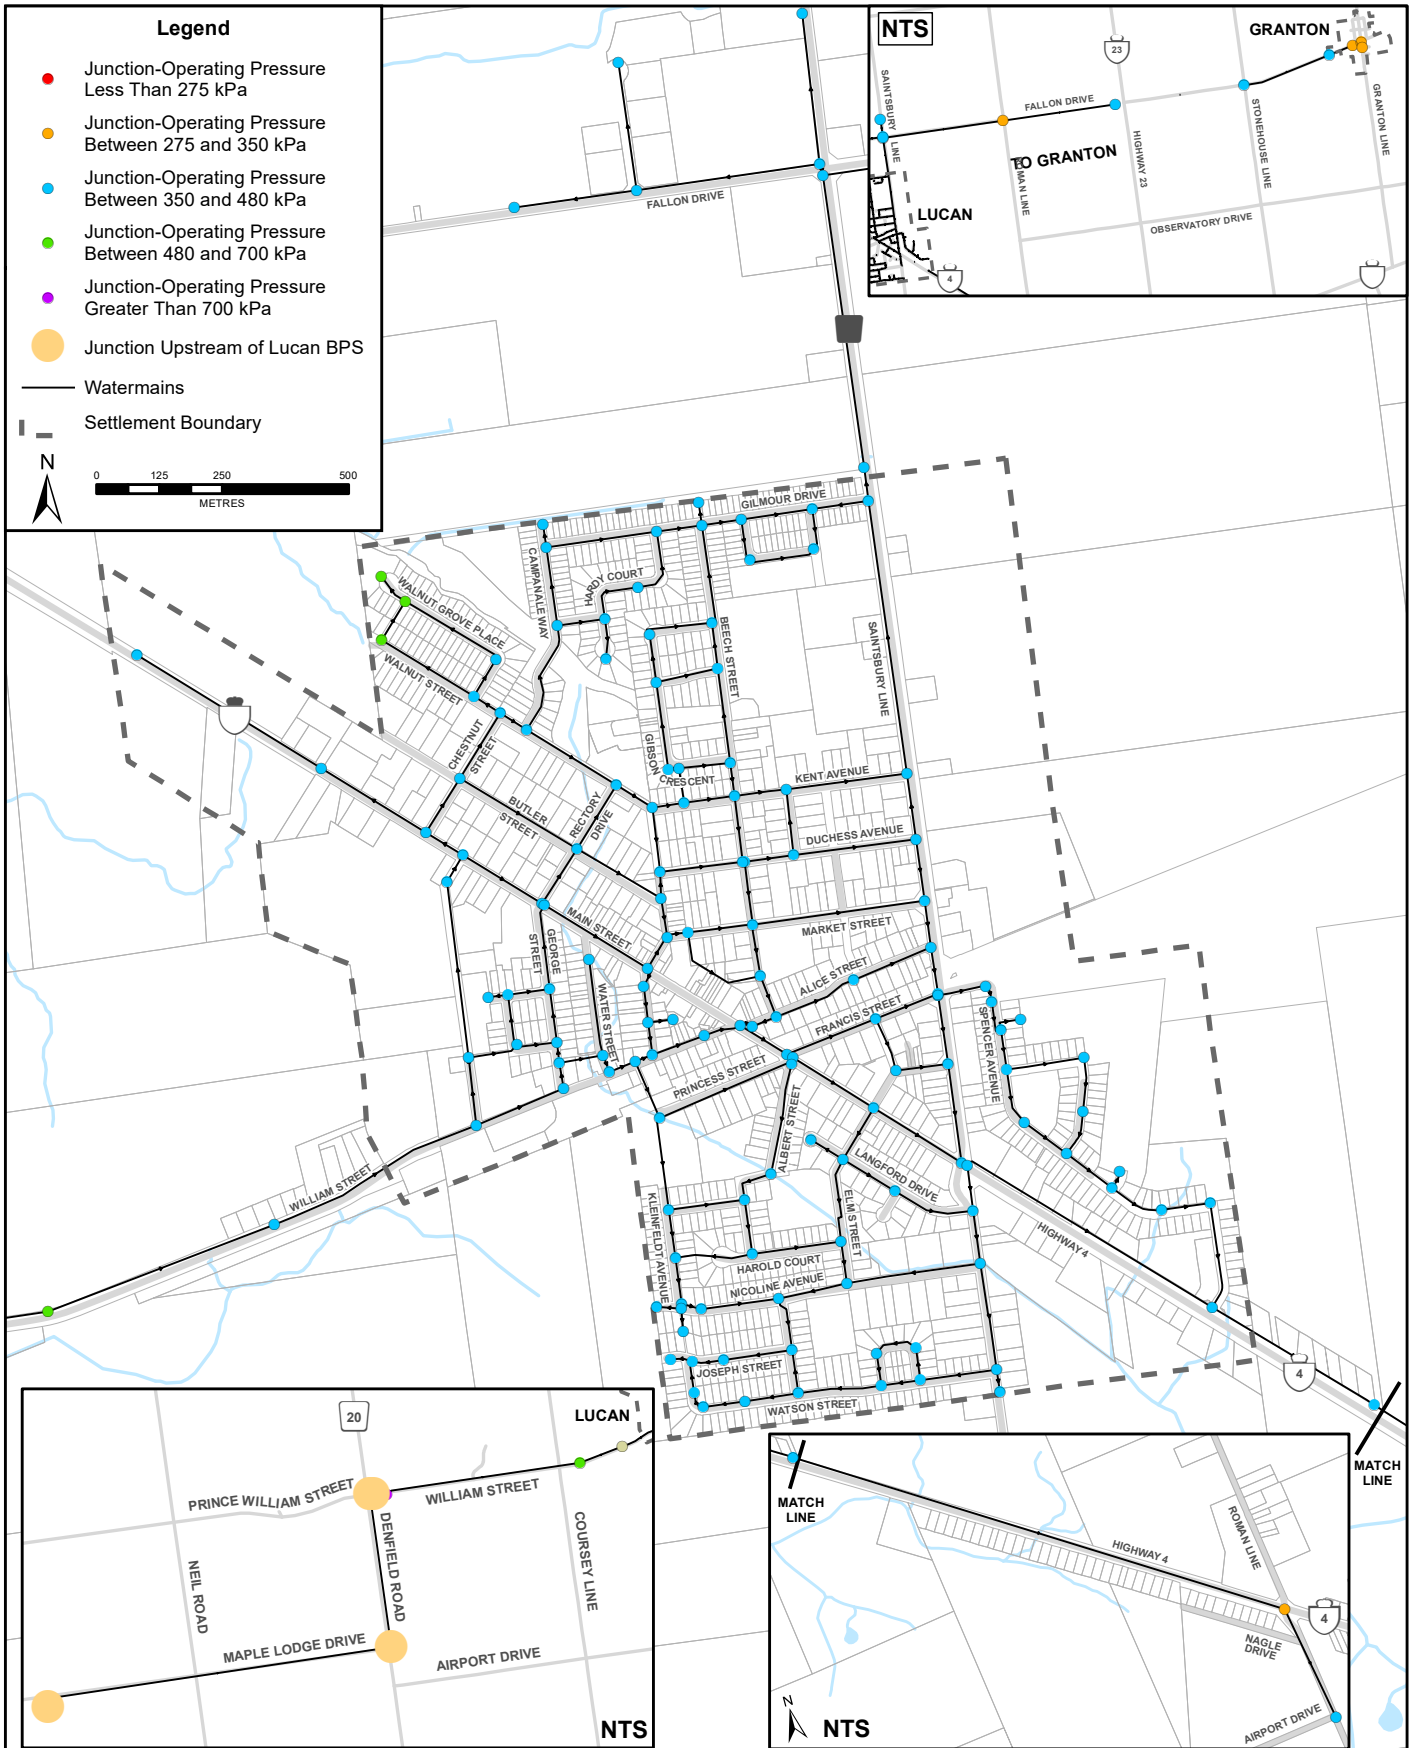 Legend
Junction-Operating Pressure
Less Than 275 kPa
Junction-Operating Pressure
Between 275 and 350 kPa
Junction-Operating Pressure
Between 350 and 480 kPa
Junction-Operating Pressure
Between 480 and 700 kPa
Junction-Operating Pressure
Greater Than 700 kPa
Junction Upstream of Lucan BPS
Watermains
Settlement Boundary
N
0 125 250 500
METRES
NTS
GRANTON
23
SAINTSBURY LINE
FALLON DRIVE
TO GRANTON
HIGHWAY 23
STONEHOUSE LINE
GRANTON LINE
OBSERVATORY DRIVE
LUCAN
4
FALLON DRIVE
GILMOUR DRIVE
CAMPANALE WAY
HARDY COURT
WALNUT GROVE PLACE
WALNUT STREET
BEECH STREET
SAINTSBURY LINE
CHESTNUT
STREET
GIBSON
CRESCENT
KENT AVENUE
BUTLER
STREET
RECTORY
DRIVE
DUCHESS AVENUE
MAIN STREET
MARKET STREET
GEORGE
STREET
WATER STREET
ALICE STREET
FRANCIS STREET
SPENCER AVENUE
PRINCESS STREET
ALBERT STREET
LANGFORD DRIVE
WILLIAM STREET
KLEINFELDT AVENUE
ELM STREET
HIGHWAY 4
HAROLD COURT
NICOLINE AVENUE
JOSEPH STREET
WATSON STREET
4
MATCH
LINE
20
LUCAN
PRINCE WILLIAM STREET
WILLIAM STREET
DENFIELD ROAD
COURSEY LINE
NEIL ROAD
MAPLE LODGE DRIVE
AIRPORT DRIVE
NTS
MATCH
LINE
HIGHWAY 4
ROMAN LINE
4
NAGLE
DRIVE
AIRPORT DRIVE
N
NTS